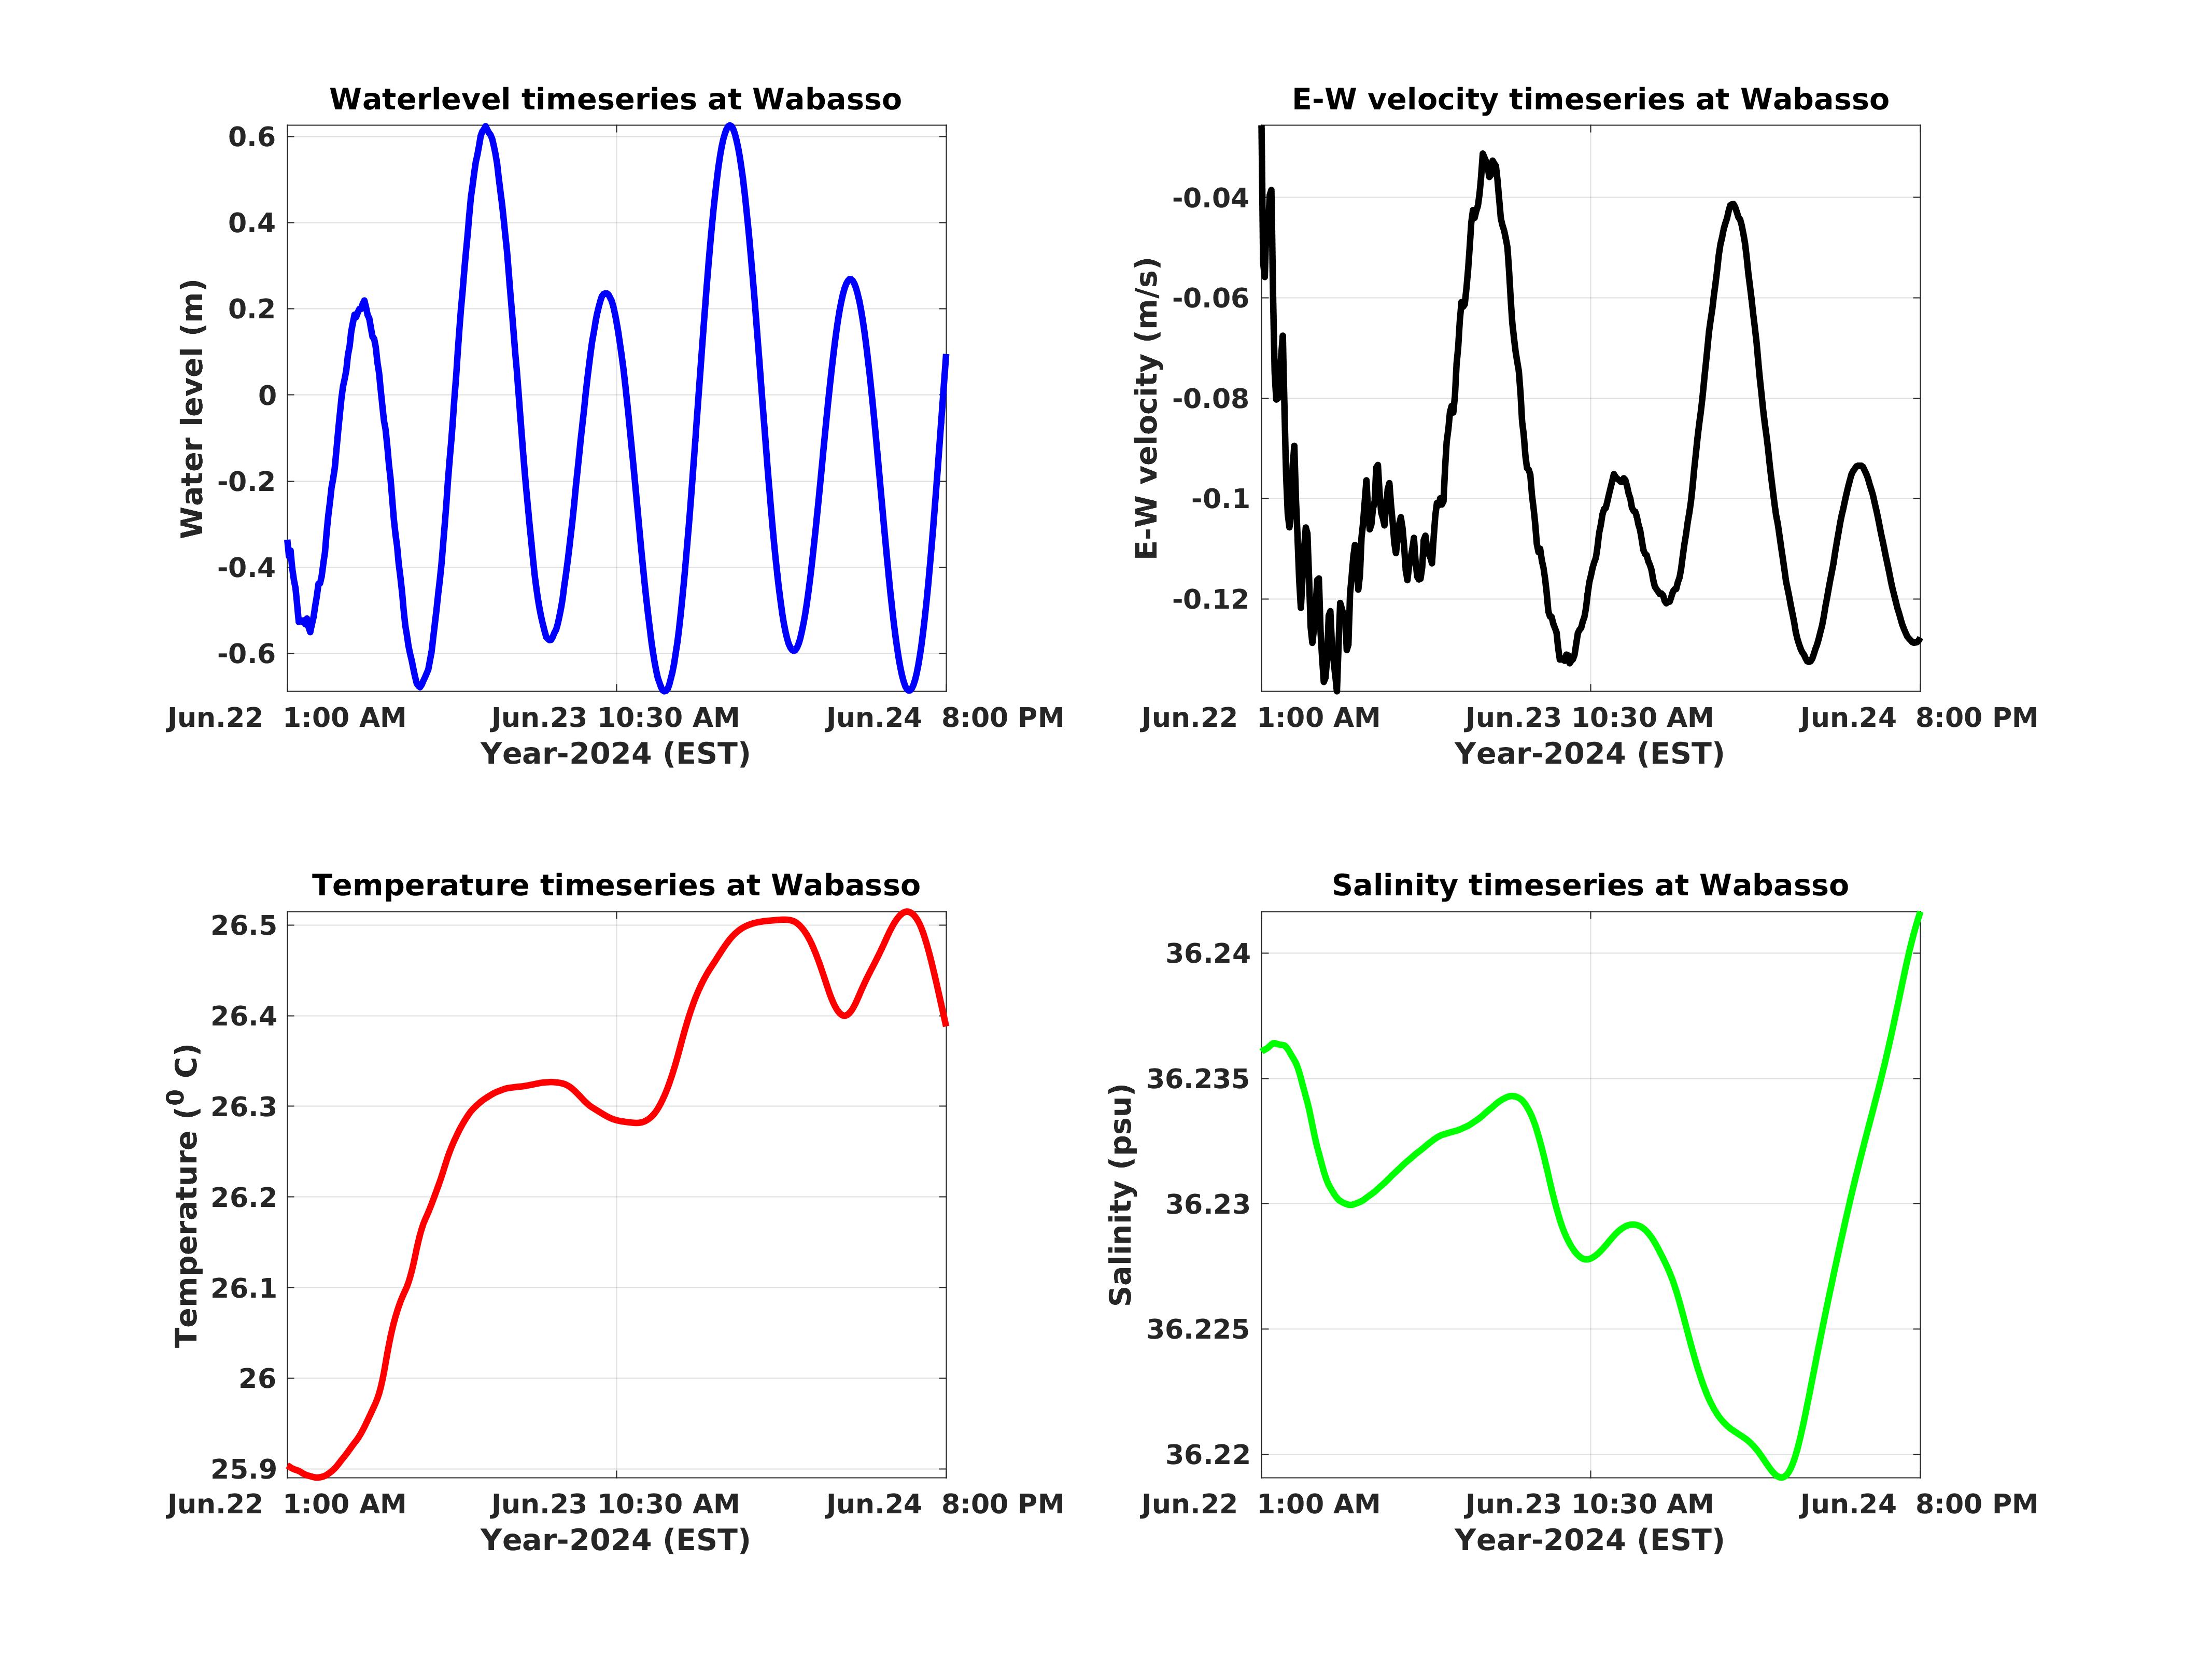 Waterlevel timeseries at Wabasso
0.6
0.4
0.2
0
-0.2
-0.4
-0.6
Water level (m)
Jun.22 1:00 AM
Jun.23 10:30 AM
Jun.24 8:00 PM
Year-2024 (EST)
E-W velocity timeseries at Wabasso
-0.04
-0.06
-0.08
-0.1
-0.12
E-W velocity (m/s)
Jun.22 1:00 AM
Jun.23 10:30 AM
Jun.24 8:00 PM
Year-2024 (EST)
Temperature timeseries at Wabasso
26.5
26.4
26.3
26.2
26.1
26
25.9
Temperature (⁰ C)
Jun.22 1:00 AM
Jun.23 10:30 AM
Jun.24 8:00 PM
Year-2024 (EST)
Salinity timeseries at Wabasso
36.24
36.235
36.23
36.225
36.22
Salinity (psu)
Jun.22 1:00 AM
Jun.23 10:30 AM
Jun.24 8:00 PM
Year-2024 (EST)